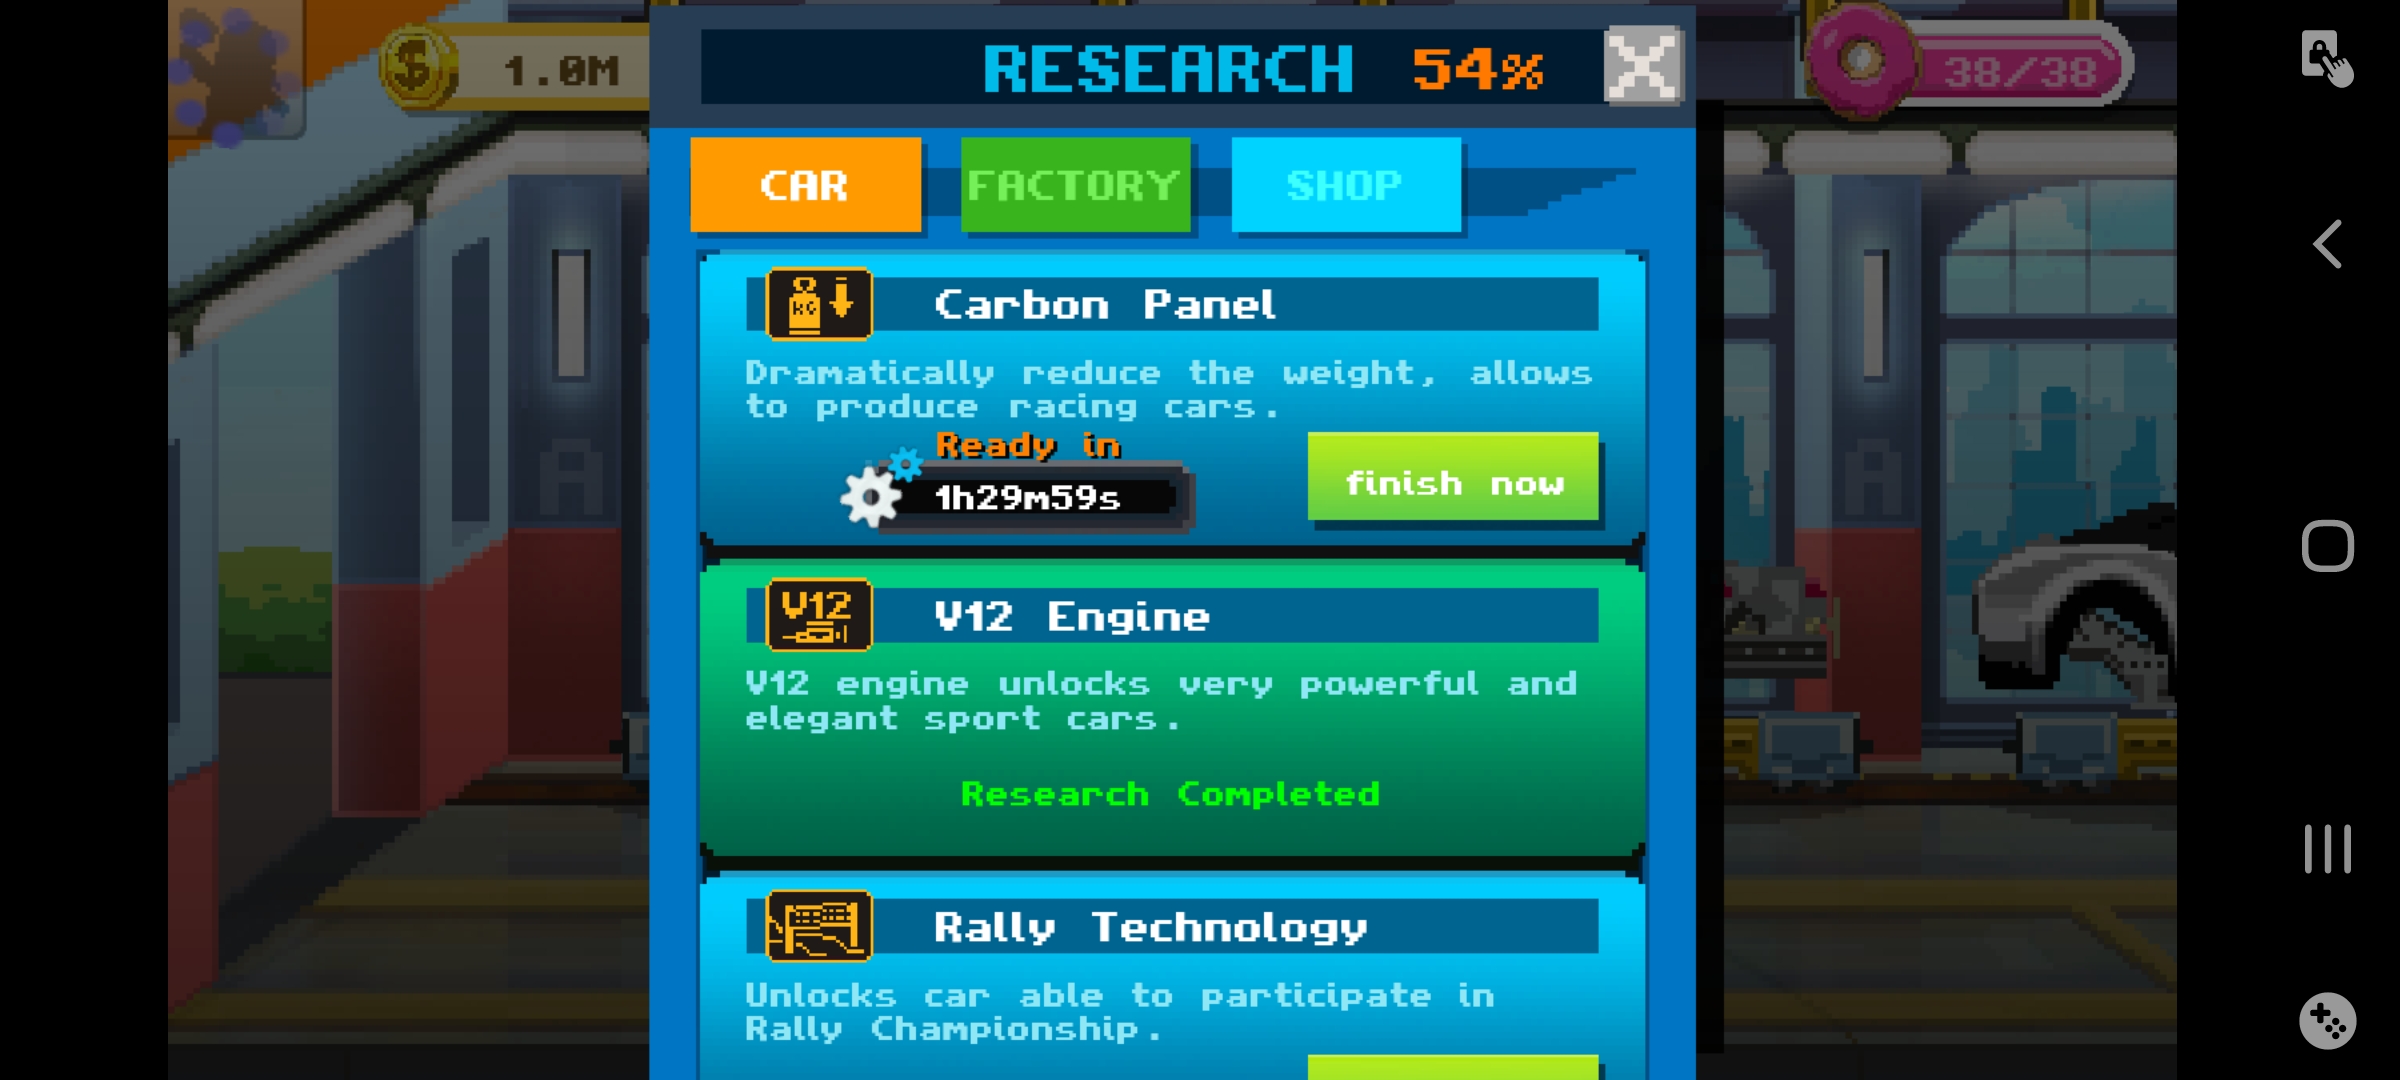 1.0M
RESEARCH 54%
38/38
CAR FACTORY SHOP
KG Carbon Panel
Dramatically reduce the weight, allows
to produce racing cars.
Ready in
1h29m59s
finish now
V12 V12 Engine
V12 engine unlocks very powerful and
elegant sport cars.
Research Completed
Rally Technology
Unlocks car able to participate in
Rally Championship.
A
A